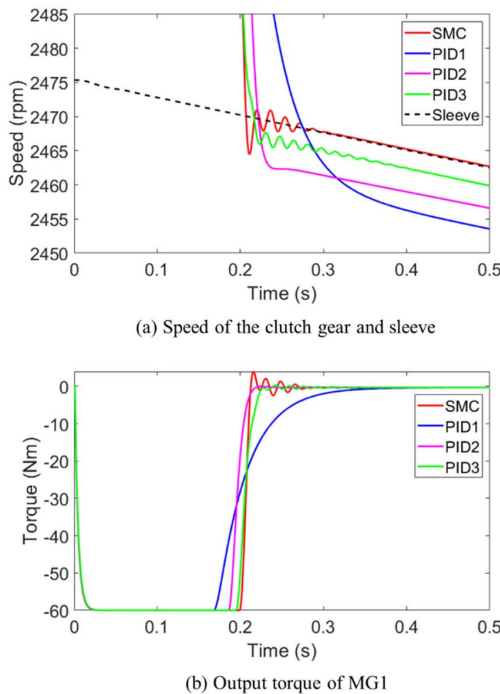 2485
2480
2475
2470
2465
2460
2455
2450
Speed (rpm)
SMC
PID1
PID2
PID3
Sleeve
0
0.1
0.2
0.3
0.4
0.5
Time (s)
(a) Speed of the clutch gear and sleeve
0
-10
-20
-30
-40
-50
-60
Torque (Nm)
SMC
PID1
PID2
PID3
0
0.1
0.2
0.3
0.4
0.5
Time (s)
(b) Output torque of MG1